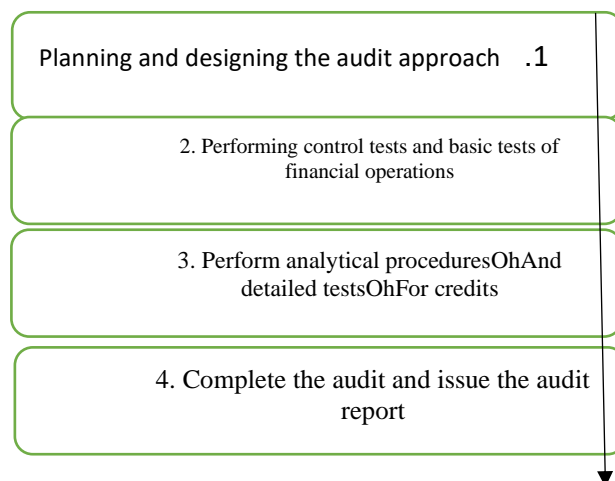 Planning and designing the audit approach .1
2. Performing control tests and basic tests of
financial operations
3. Perform analytical proceduresOhAnd
detailed testsOhFor credits
4. Complete the audit and issue the audit
report